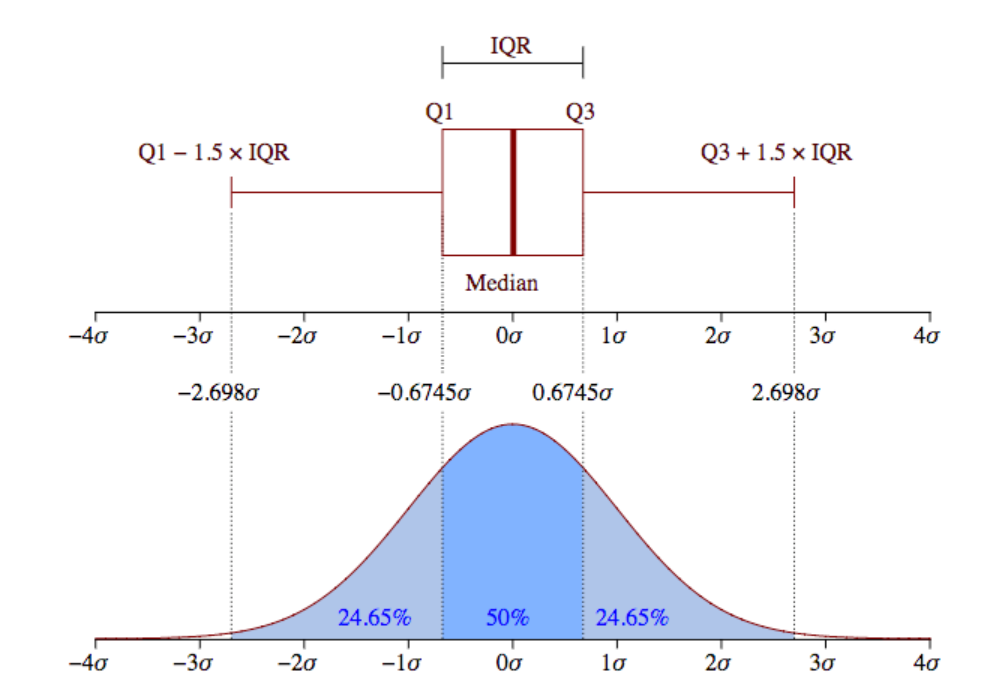 IQR
Q1 Q3
Q1 − 1.5 × IQR Q3 + 1.5 × IQR
Median
−4σ −3σ −2σ −1σ 0σ 1σ 2σ 3σ 4σ
−2.698σ −0.6745σ 0.6745σ 2.698σ
24.65% 50% 24.65%
−4σ −3σ −2σ −1σ 0σ 1σ 2σ 3σ 4σ